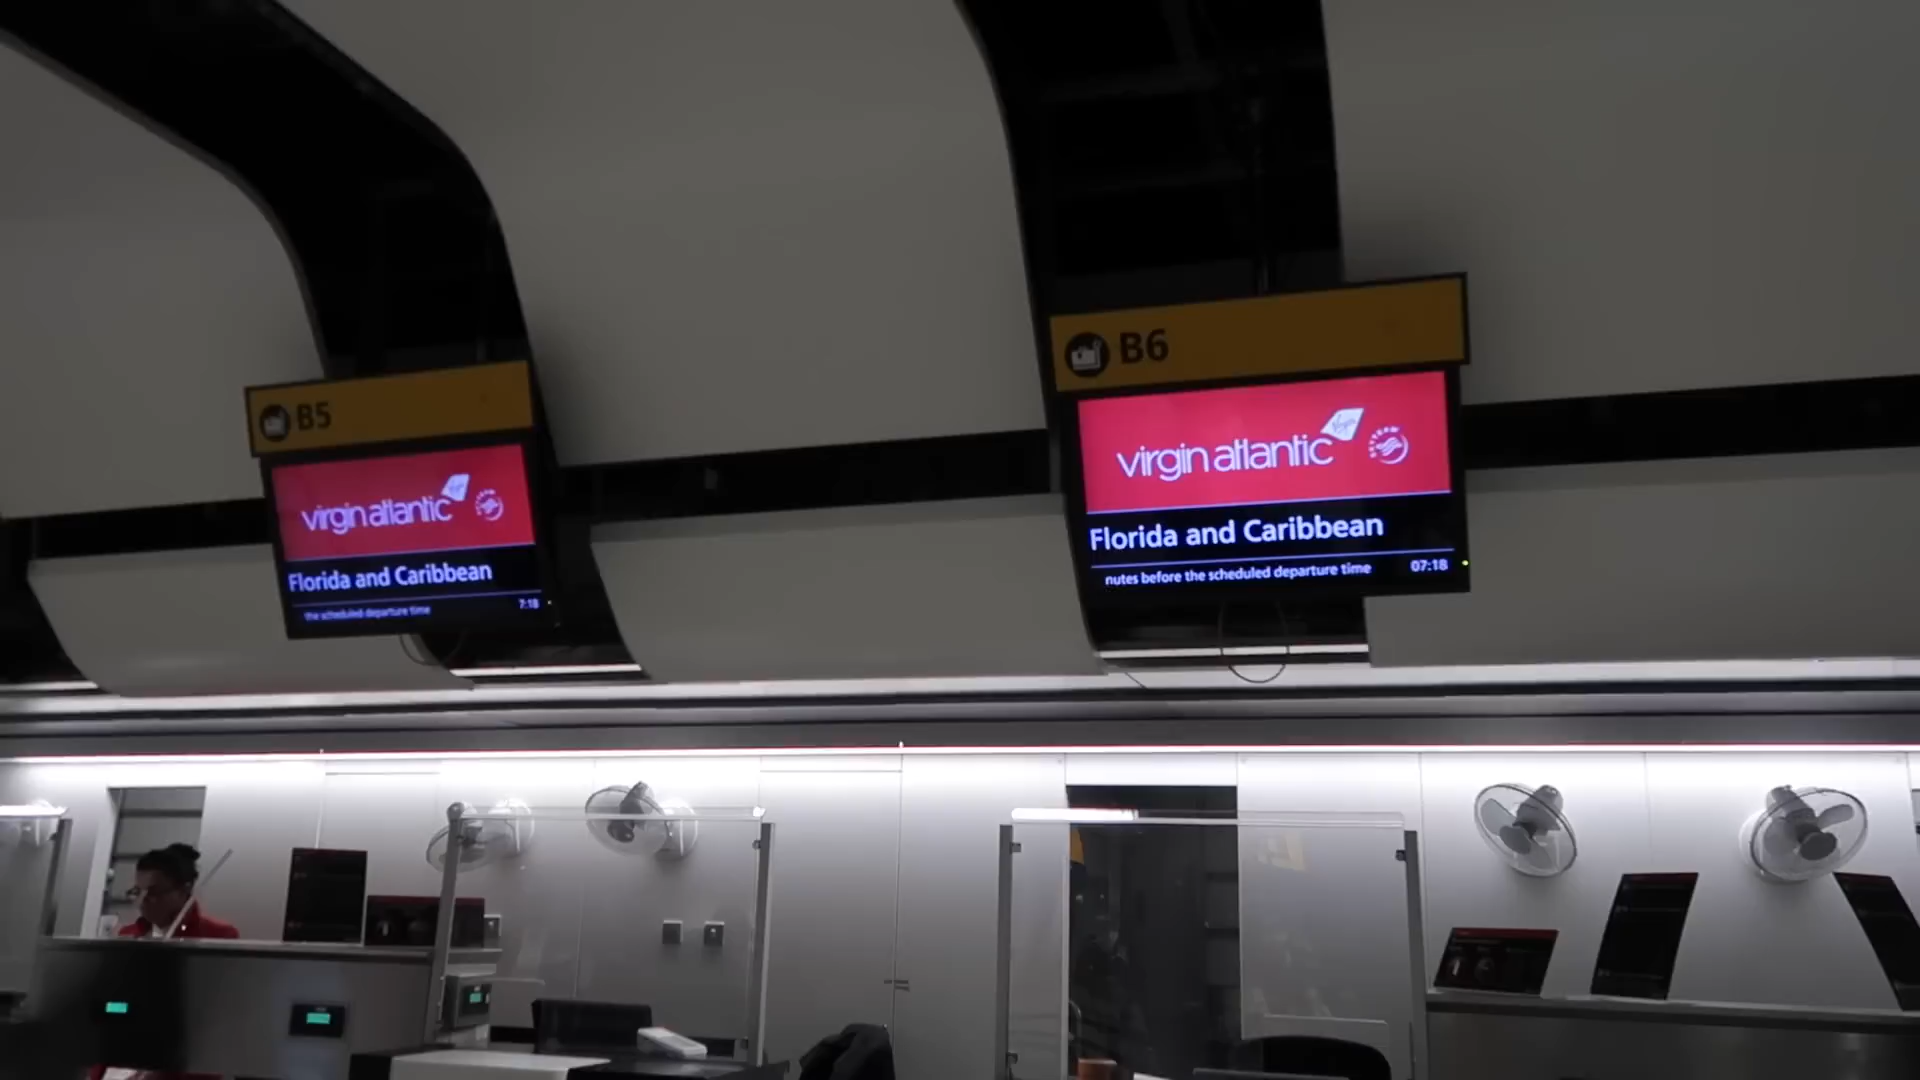 B5
virgin atlantic
Florida and Caribbean
the scheduled departure time 7:18
B6
virgin atlantic
Florida and Caribbean
nutes before the scheduled departure time 07:18